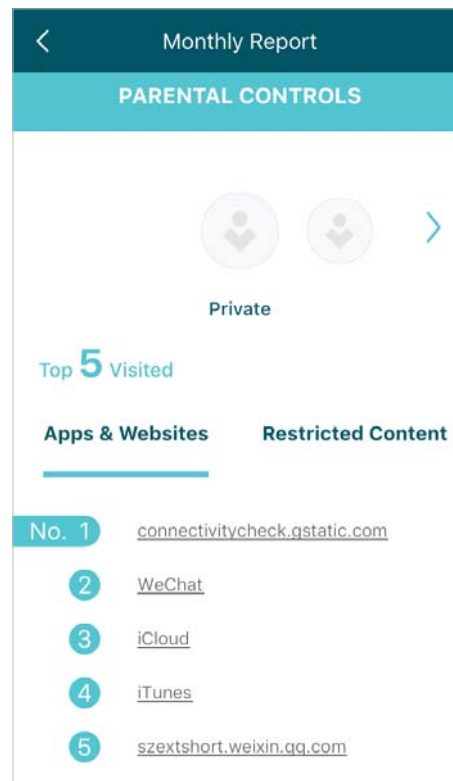 Monthly Report
PARENTAL CONTROLS
Private
Top 5 Visited
Apps & Websites Restricted Content
No. 1 connectivitycheck.gstatic.com
2 WeChat
3 iCloud
4 iTunes
5 szextshort.weixin.qq.com